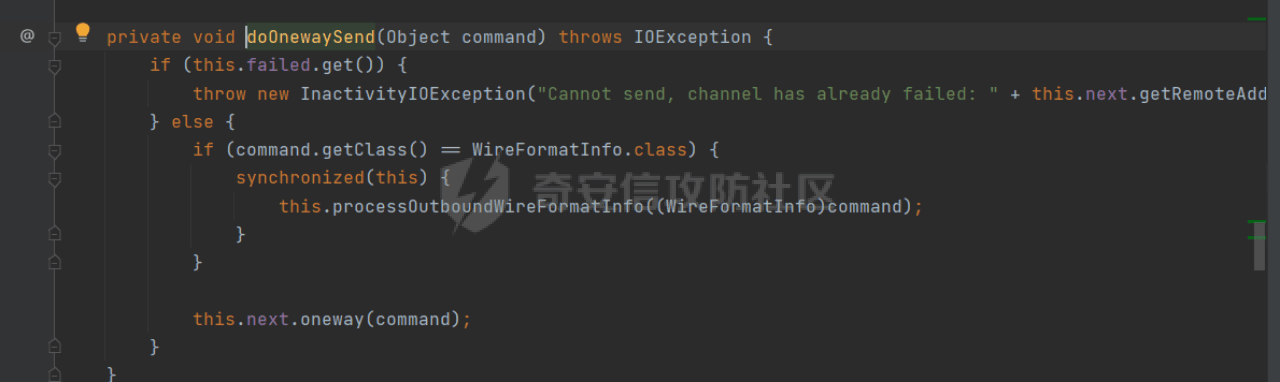 @ private void doOnewaySend(Object command) throws IOException {
if (this.failed.get()) {
throw new InactivityIOException("Cannot send, channel has already failed: " + this.next.getRemoteAdd
} else {
if (command.getClass() == WireFormatInfo.class) {
synchronized(this) {
奇安信攻防社区
this.processOutboundWireFormatInfo((WireFormatInfo)command);
}
}
this.next.oneway(command);
}
}